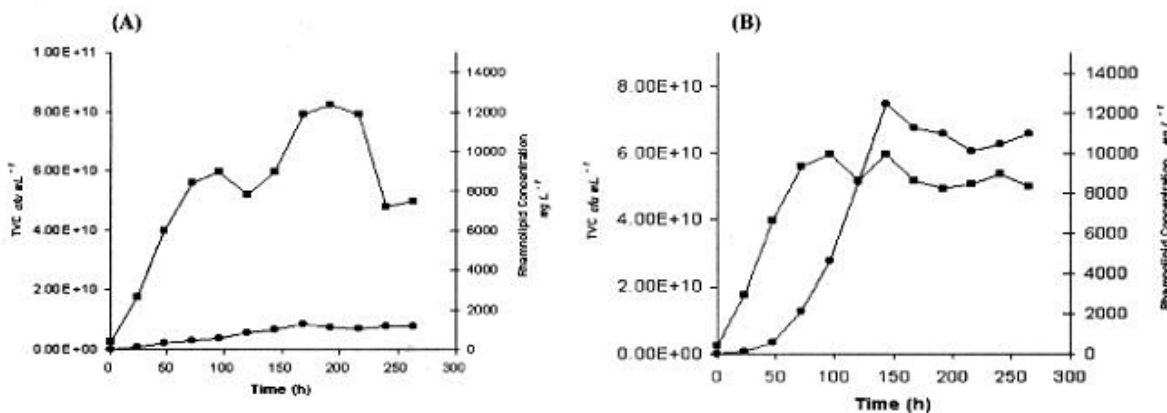 (A)
1.00E +11
8.00E +10
6.00E +10
4.00E +10
2.00E +10
0.00E +00
TVC cfu mL⁻¹
14000
12000
10000
8000
6000
4000
2000
0
Rhamnolipid Concentration
mg L⁻¹
0 50 100 150 200 250 300
Time (h)
(B)
8.00E+10
6.00E+10
4.00E+10
2.00E+10
0.00E+00
TVC cfu mL⁻¹
14000
12000
10000
8000
6000
4000
2000
0
Rhamnolipid Concentration mg L⁻¹
0 50 100 150 200 250 300
Time (h)